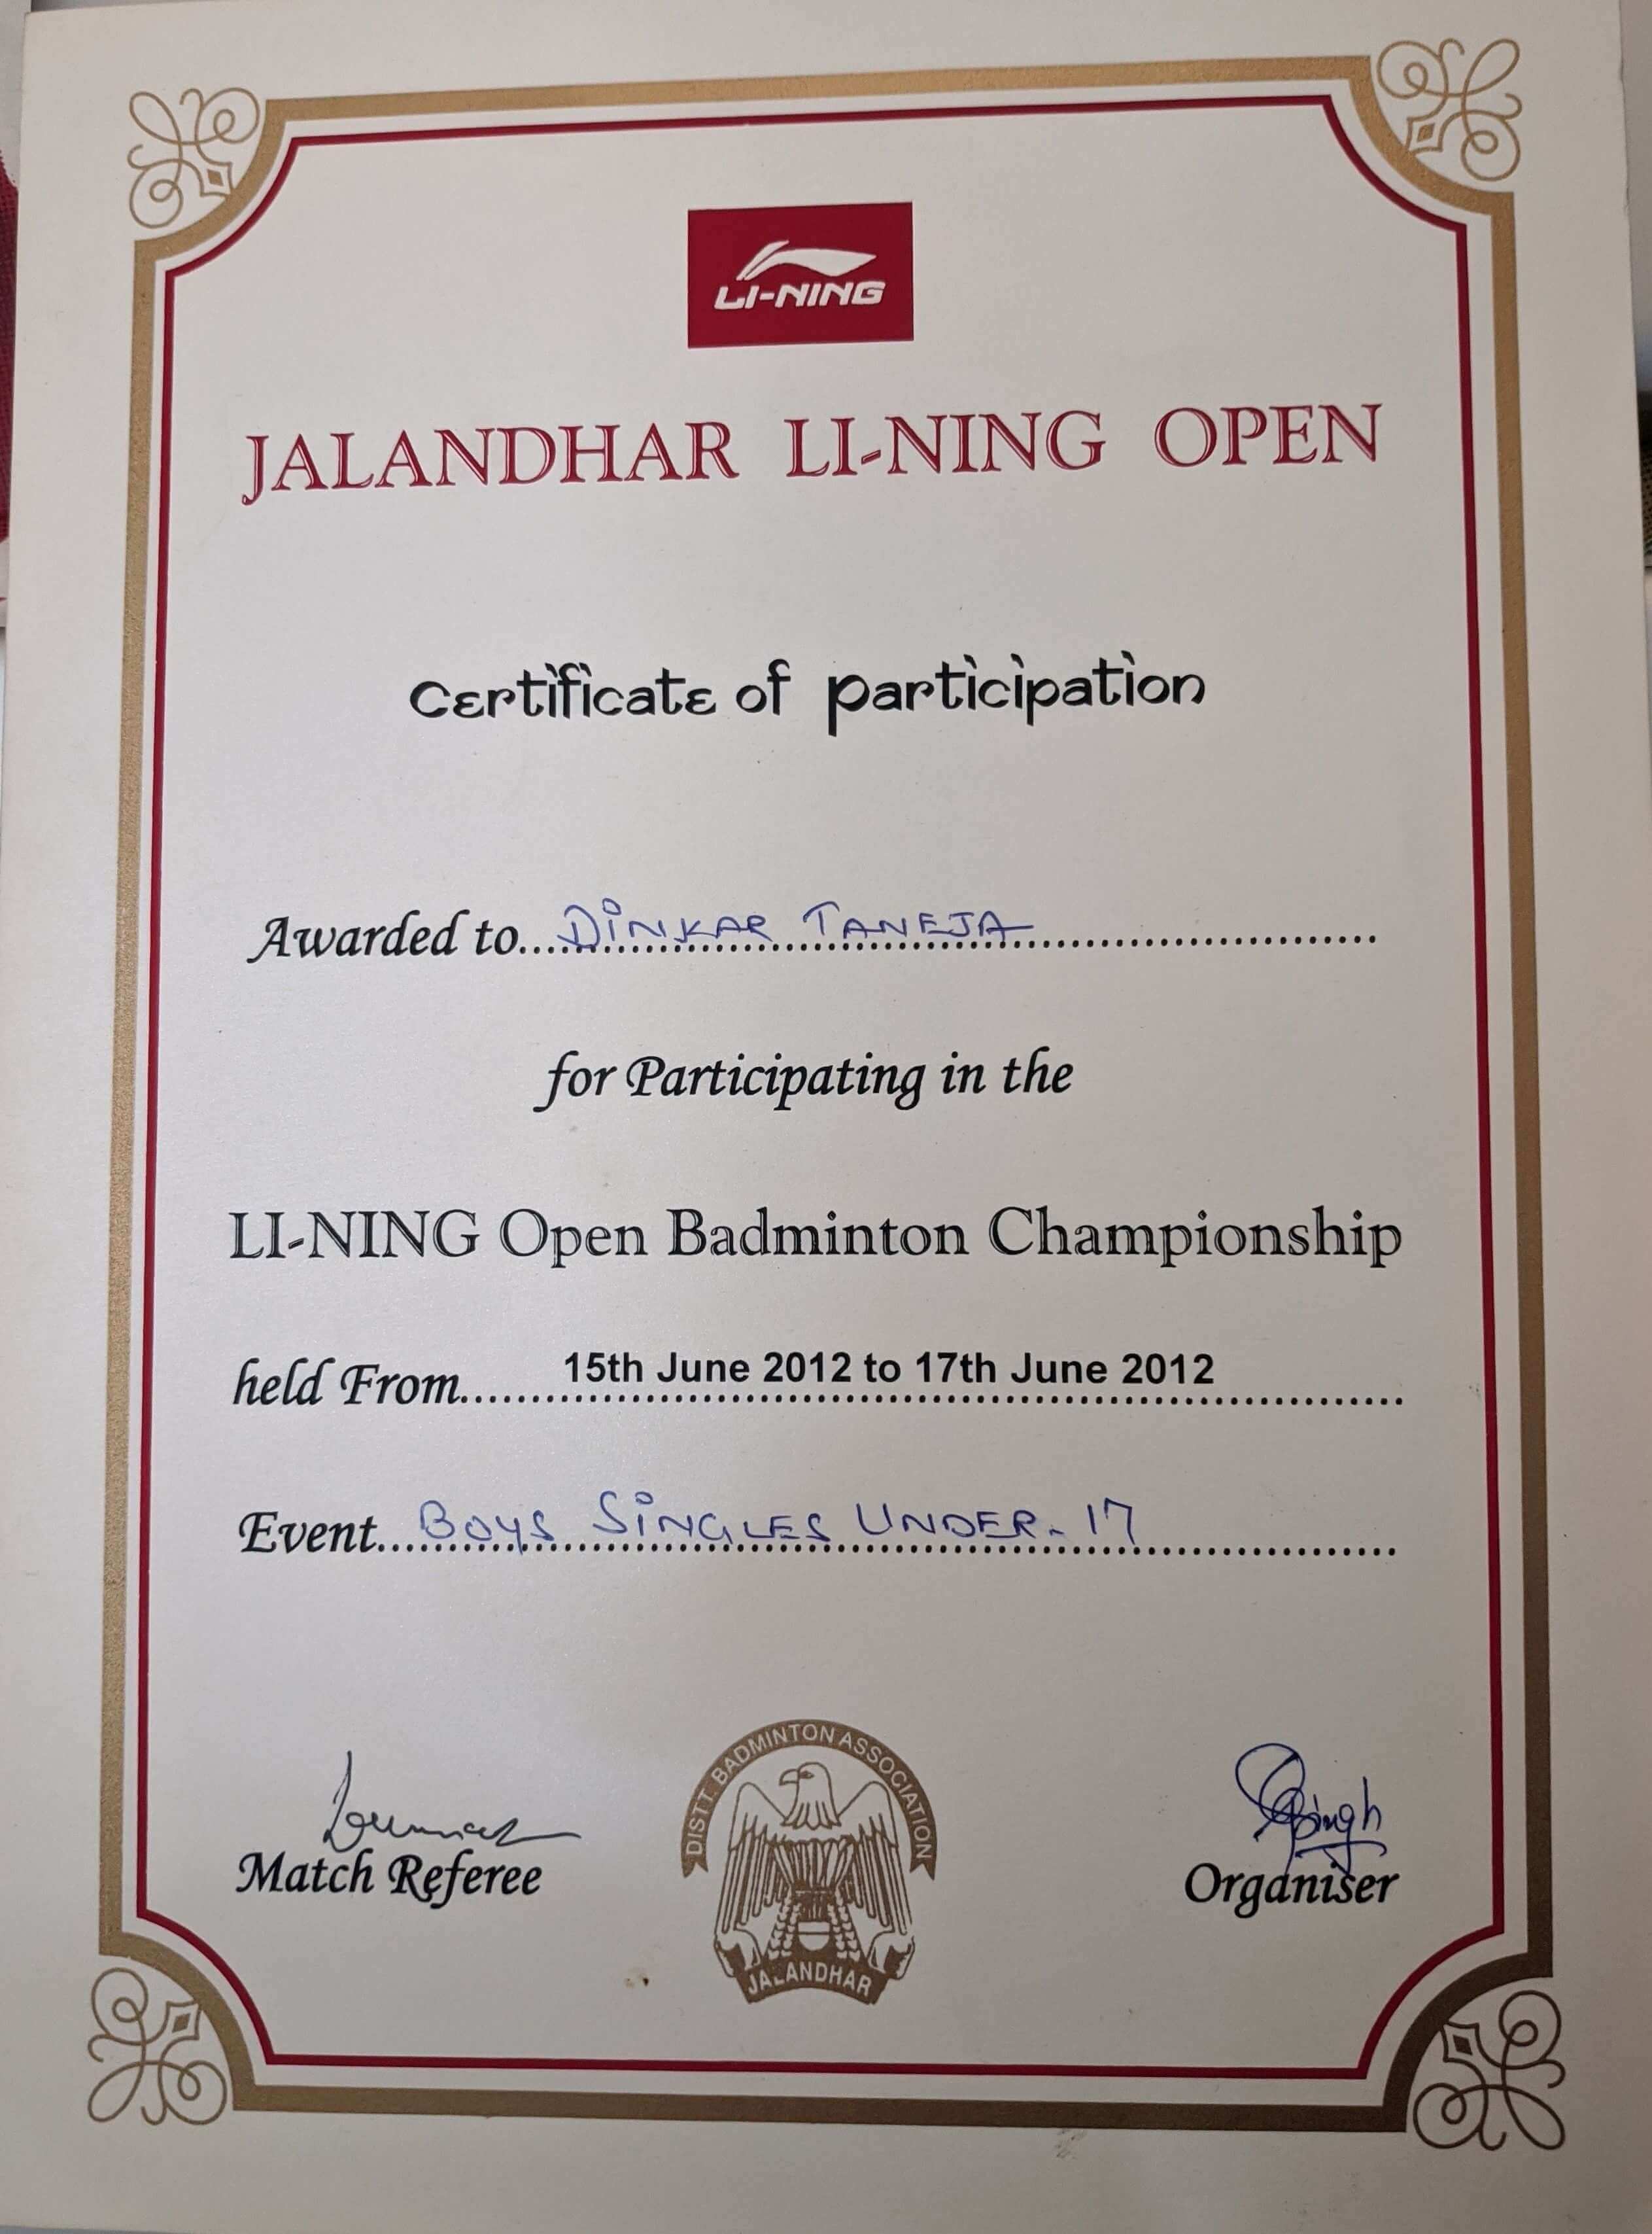 LI-NING
JALANDHAR LI-NING OPEN
Certificate of participation
Awarded to....DINKAR TANEJA....
for Participating in the
LI-NING Open Badminton Championship
held From....15th June 2012 to 17th June 2012....
Event....BOYS SINGLES UNDER-17....
Singh
Match Referee
Organiser
DISTT BADMINTON ASSOCIATION
JALANDHAR